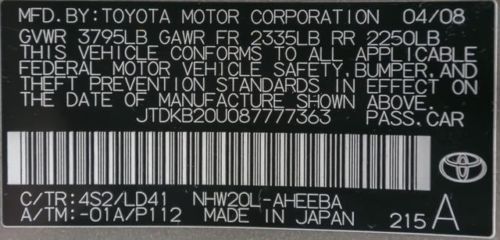 MFD.BY:TOYOTA MOTOR CORPORATION 04/08
GVWR 3795LB GAWR FR 2335LB RR 2250LB
THIS VEHICLE CONFORMS TO ALL APPLICABLE
FEDERAL MOTOR VEHICLE SAFETY,BUMPER,AND
THEFT PREVENTION STANDARDS IN EFFECT ON
THE DATE OF MANUFACTURE SHOWN ABOVE.
JTDKB20U087777363 PASS.CAR
TOYOTA
C/TR:4S2/LD41 NHW20L-AHEEBA
A/TM:-01A/P112 MADE IN JAPAN 215 A